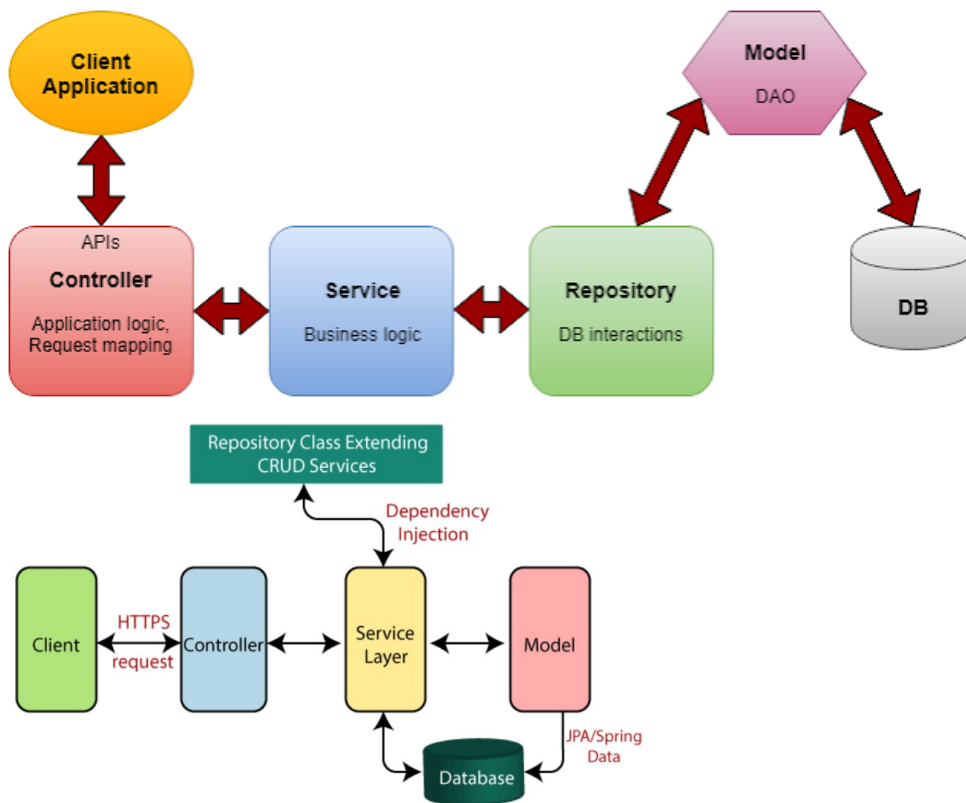 Client
Application
Model
DAO
APIs
Controller
Application logic,
Request mapping
Service
Business logic
Repository
DB interactions
DB
Repository Class Extending
CRUD Services
Dependency
Injection
Client
HTTPS
request
Controller
Service
Layer
Model
JPA/Spring
Data
Database